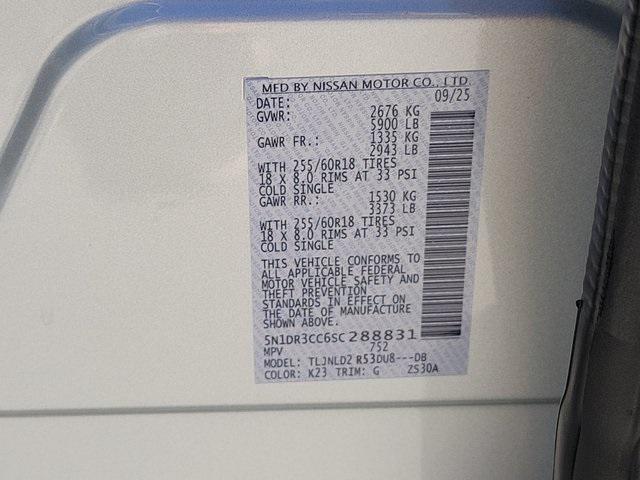 MFD BY NISSAN MOTOR CO., LTD.
DATE: 09/25
GVWR: 2676 KG
5900 LB
GAWR FR.: 1335 KG
2943 LB
WITH 255/60R18 TIRES
18 X 8.0 RIMS AT 33 PSI
COLD SINGLE
GAWR RR.: 1530 KG
3373 LB
WITH 255/60R18 TIRES
18 X 8.0 RIMS AT 33 PSI
COLD SINGLE
THIS VEHICLE CONFORMS TO
ALL APPLICABLE FEDERAL
MOTOR VEHICLE SAFETY AND
THEFT PREVENTION
STANDARDS IN EFFECT ON
THE DATE OF MANUFACTURE
SHOWN ABOVE.
5N1DR3CC6SC288831
MPV 752
MODEL: TLJNLD2 R53DU8---DB
COLOR: K23 TRIM: G ZS30A